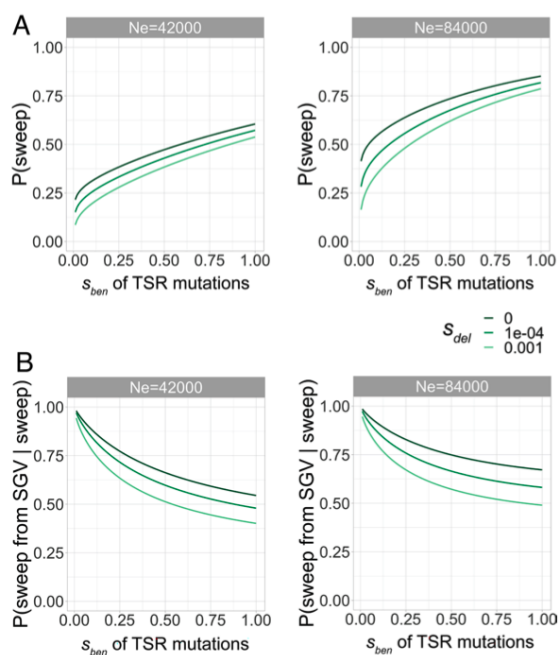 A
Ne=42000
Ne=84000
P(sweep)
1.00
0.75
0.50
0.25
0.00
0.00 0.25 0.50 0.75 1.00
s_ben of TSR mutations
P(sweep)
1.00
0.75
0.50
0.25
0.00
0.00 0.25 0.50 0.75 1.00
s_ben of TSR mutations
s_del
0
1e-04
0.001
B
Ne=42000
Ne=84000
P(sweep from SGV | sweep)
1.00
0.75
0.50
0.25
0.00
0.00 0.25 0.50 0.75 1.00
s_ben of TSR mutations
P(sweep from SGV | sweep)
1.00
0.75
0.50
0.25
0.00
0.00 0.25 0.50 0.75 1.00
s_ben of TSR mutations